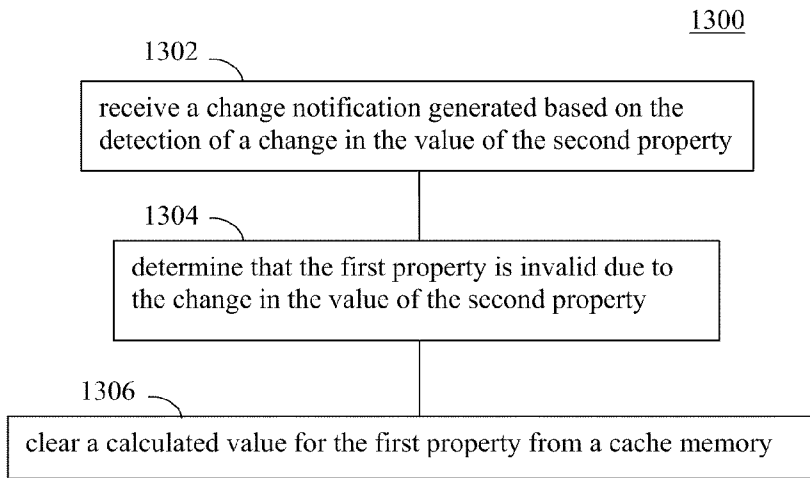 1300
1302
receive a change notification generated based on the
detection of a change in the value of the second property
1304
determine that the first property is invalid due to
the change in the value of the second property
1306
clear a calculated value for the first property from a cache memory